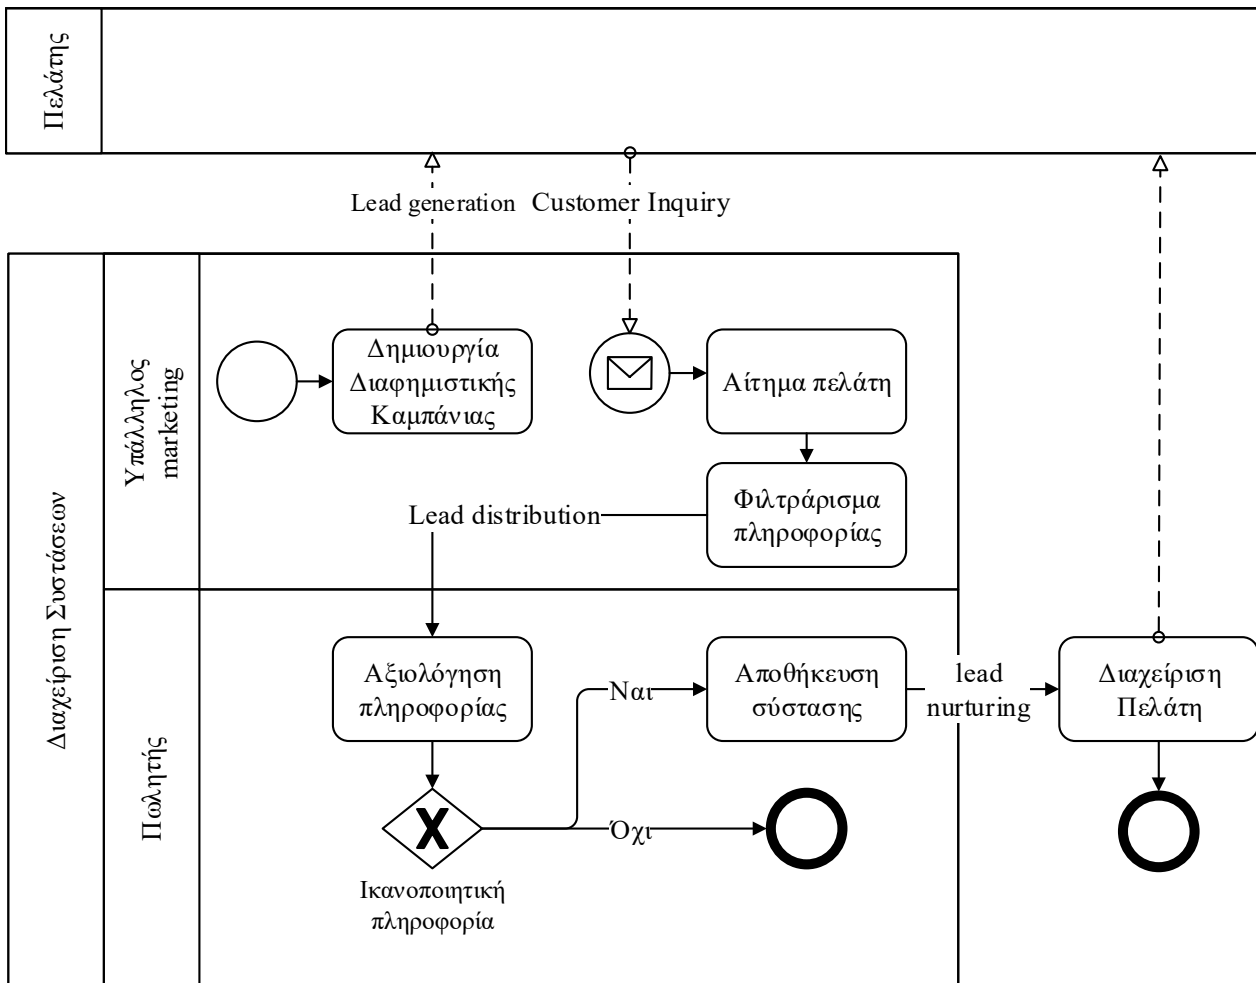 Πελάτης
Lead generation
Customer Inquiry
Διαχείριση Συστάσεων
Υπάλληλος
marketing
Δημιουργία
Διαφημιστικής
Καμπάνιας
Αίτημα πελάτη
Φιλτράρισμα
πληροφορίας
Lead distribution
Πωλητής
Αξιολόγηση
πληροφορίας
Ναι
Αποθήκευση
σύστασης
lead
nurturing
Διαχείριση
Πελάτη
X
Όχι
Ικανοποιητική
πληροφορία